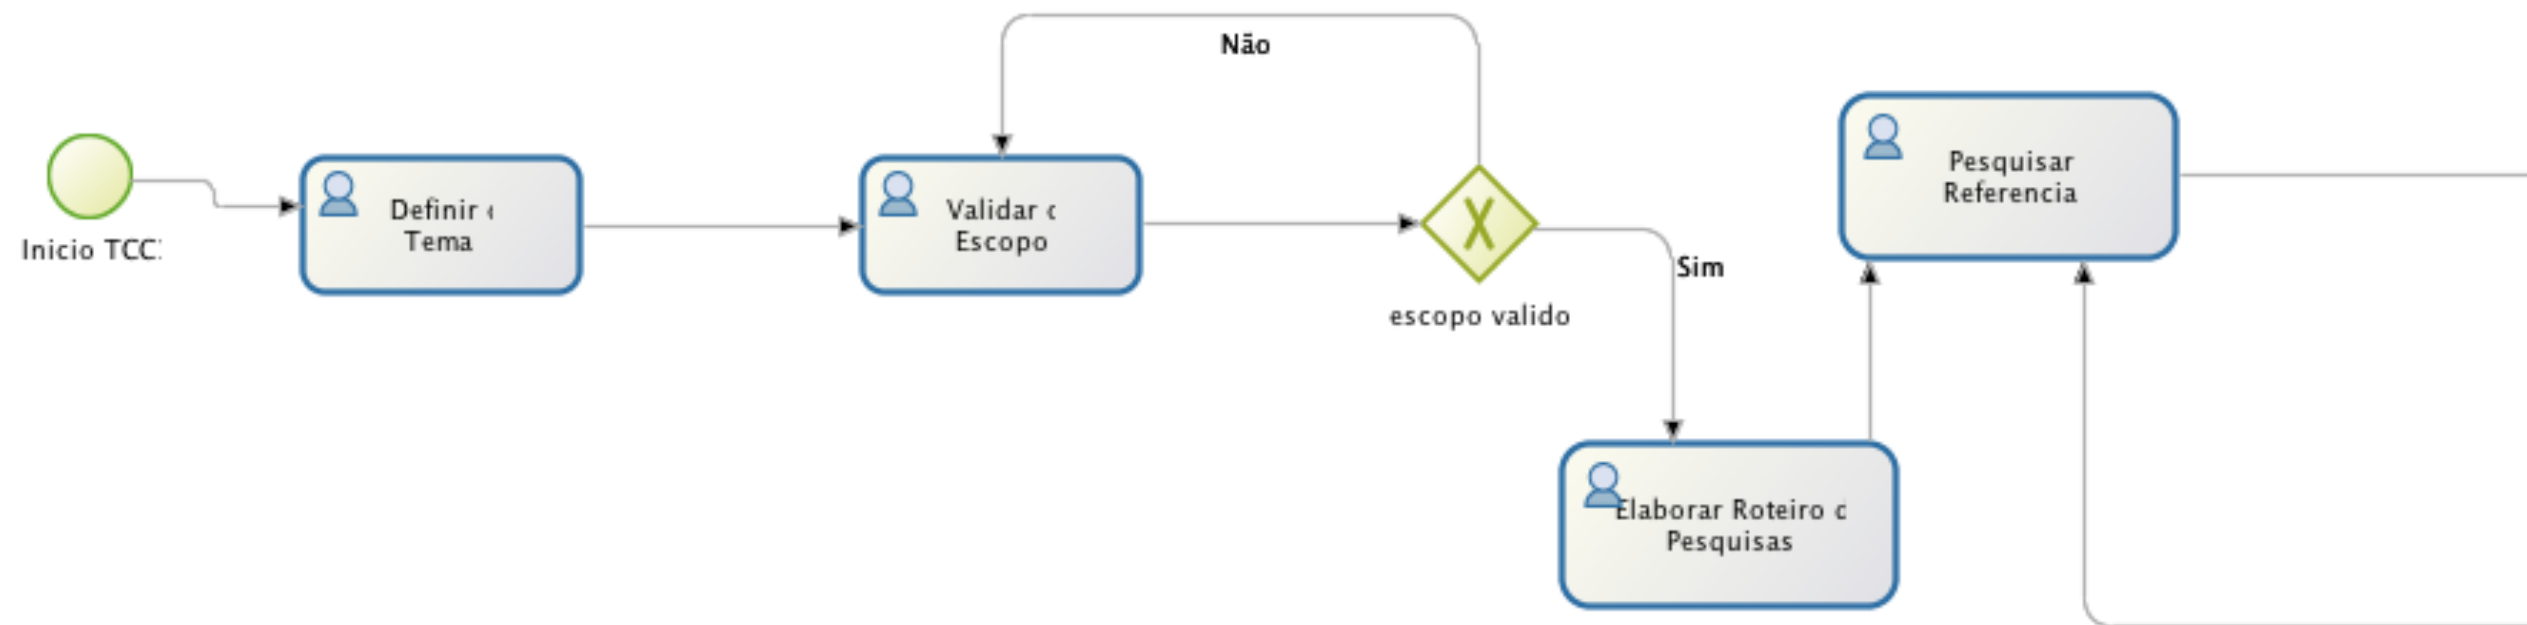 Não
Inicio TCC
Definir
Tema
Validar
Escopo
escopo valido
Sim
Elaborar Roteiro
Pesquisas
Pesquisar
Referencia